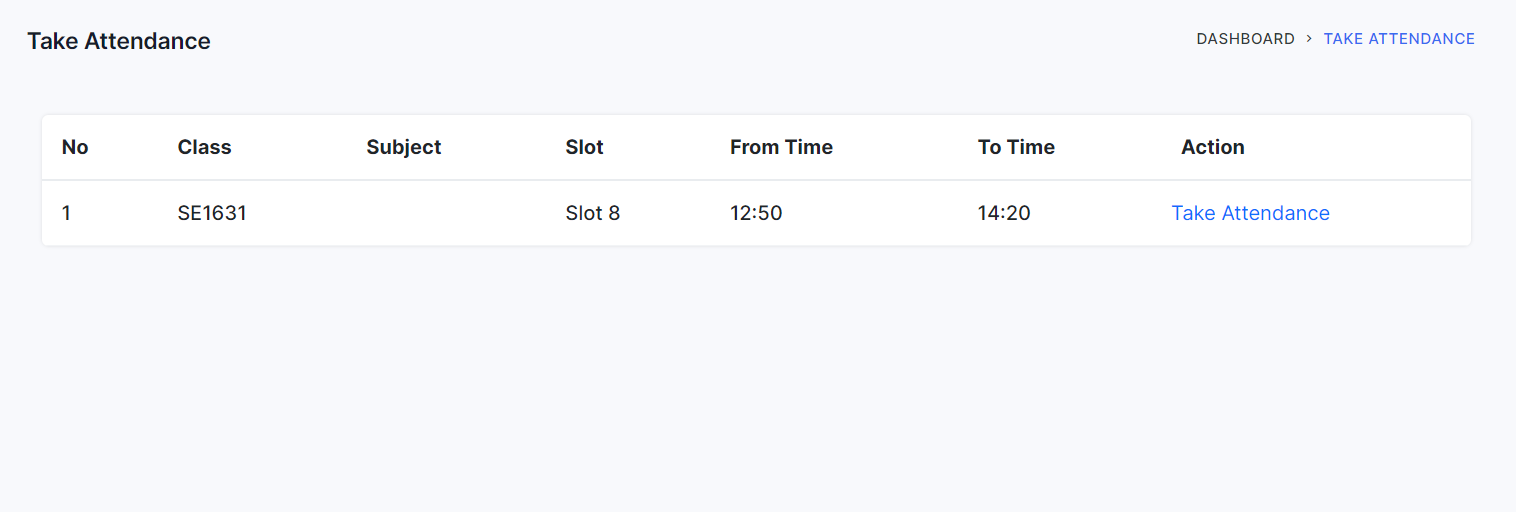 Take Attendance
DASHBOARD > TAKE ATTENDANCE
No Class Subject Slot From Time To Time Action
1 SE1631 Slot 8 12:50 14:20 Take Attendance